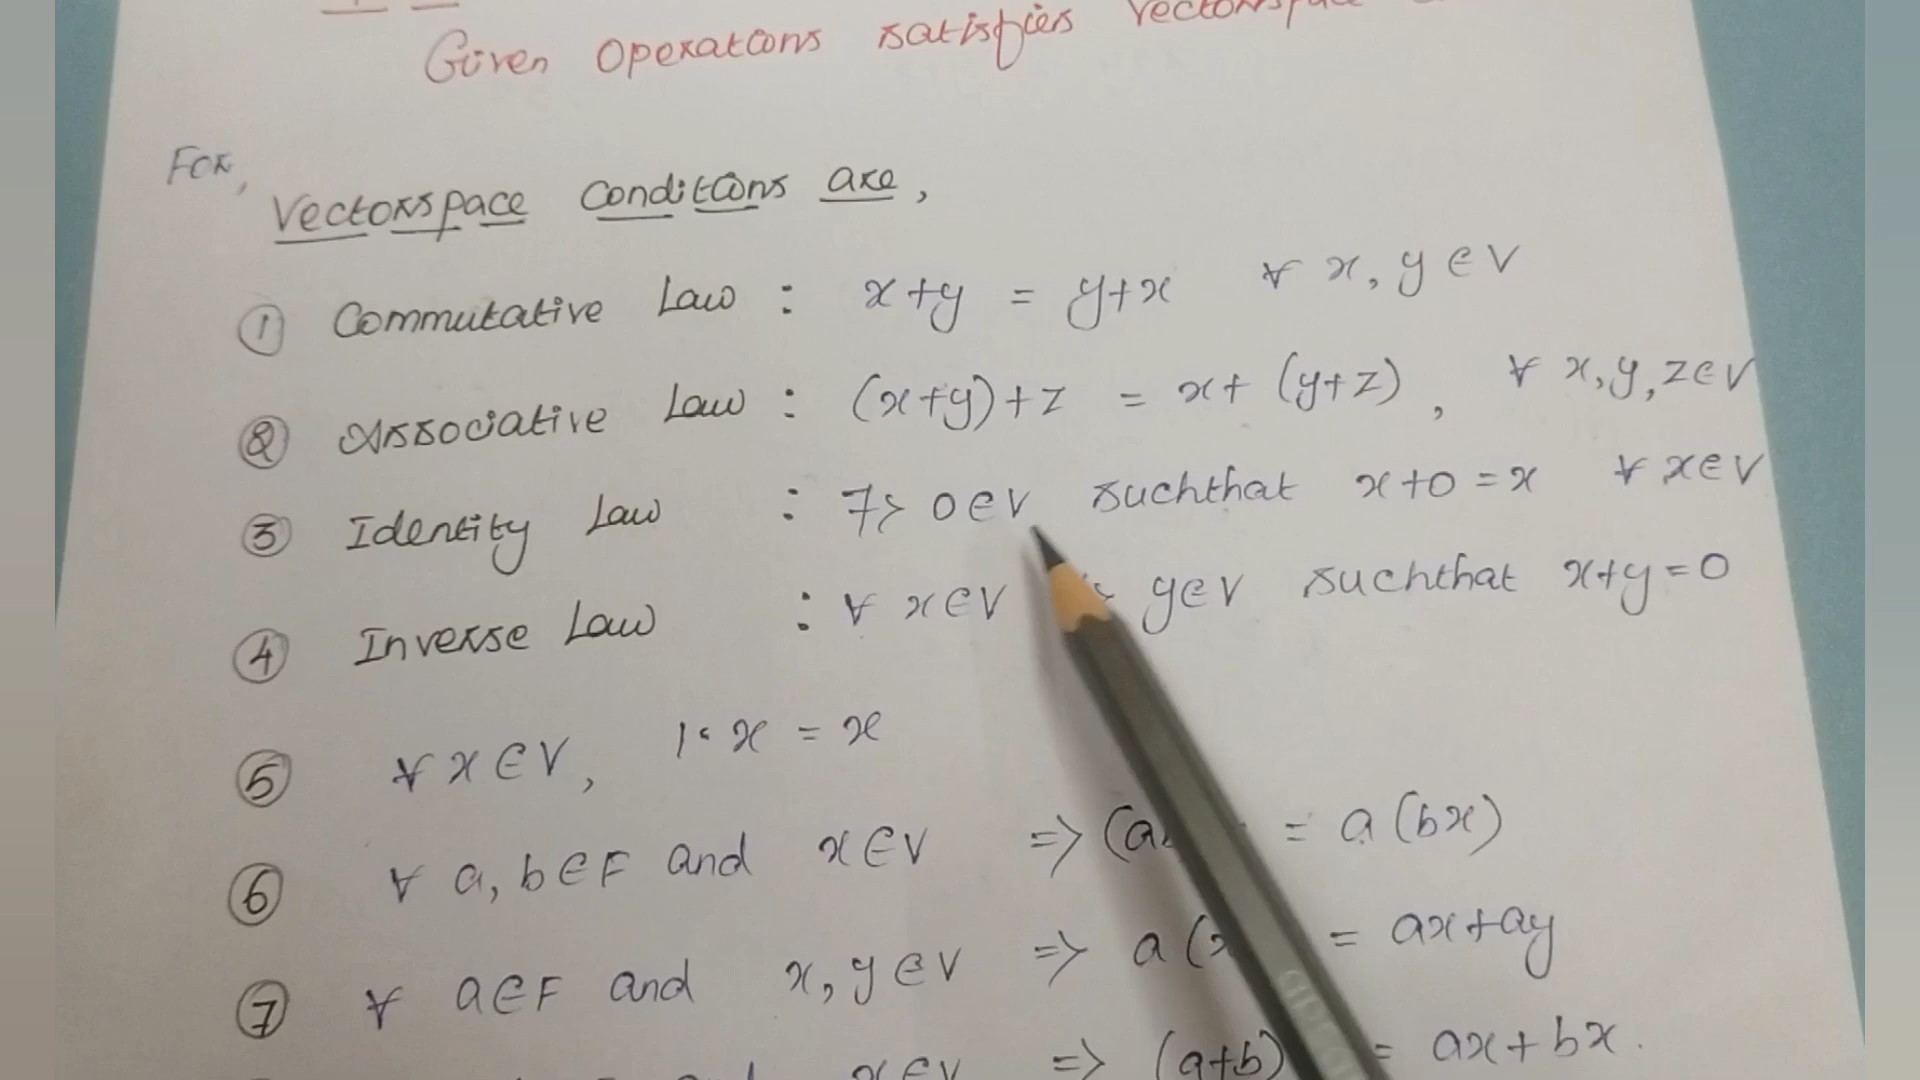 Given Operations satisfies Vectorspace
For,
Vectorspace Conditions are,
① Commutative Law : x+y = y+x ∀ x, y ∈ V
② Associative Law : (x+y)+z = x+(y+z), ∀ x, y, z ∈ V
③ Identity Law : ∃ 0 ∈ V suchthat x+0 = x ∀ x ∈ V
④ Inverse Law : ∀ x ∈ V y ∈ V suchthat x+y = 0
⑤ ∀ x ∈ V, 1·x = x
⑥ ∀ a, b ∈ F and x ∈ V => (a = a(bx)
⑦ ∀ a ∈ F and x, y ∈ V => a( = ax+ay
x ∈ V => (a+b) = ax+bx.